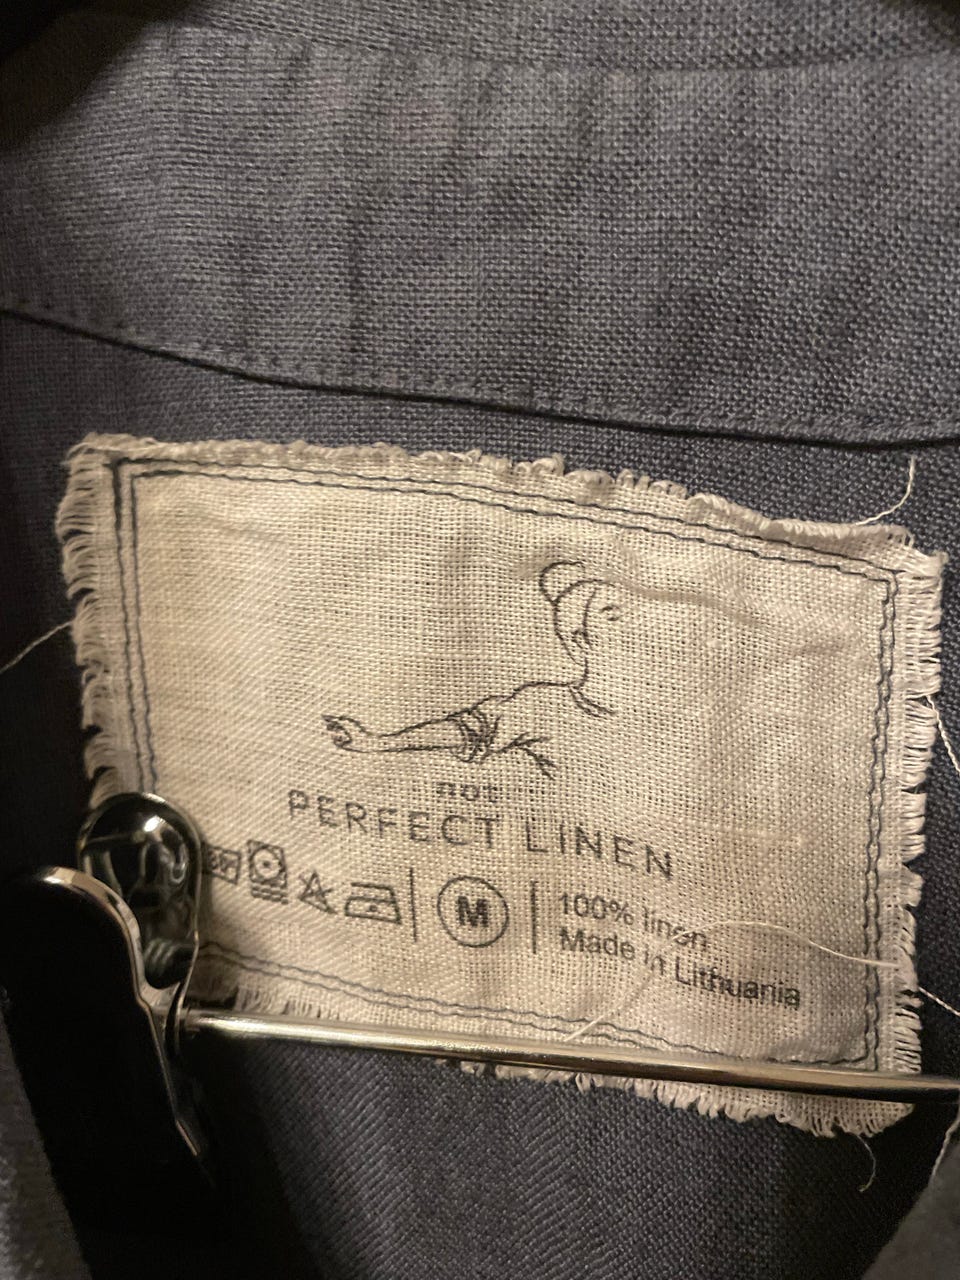 not
PERFECT LINEN
M
100% linen
Made in Lithuania